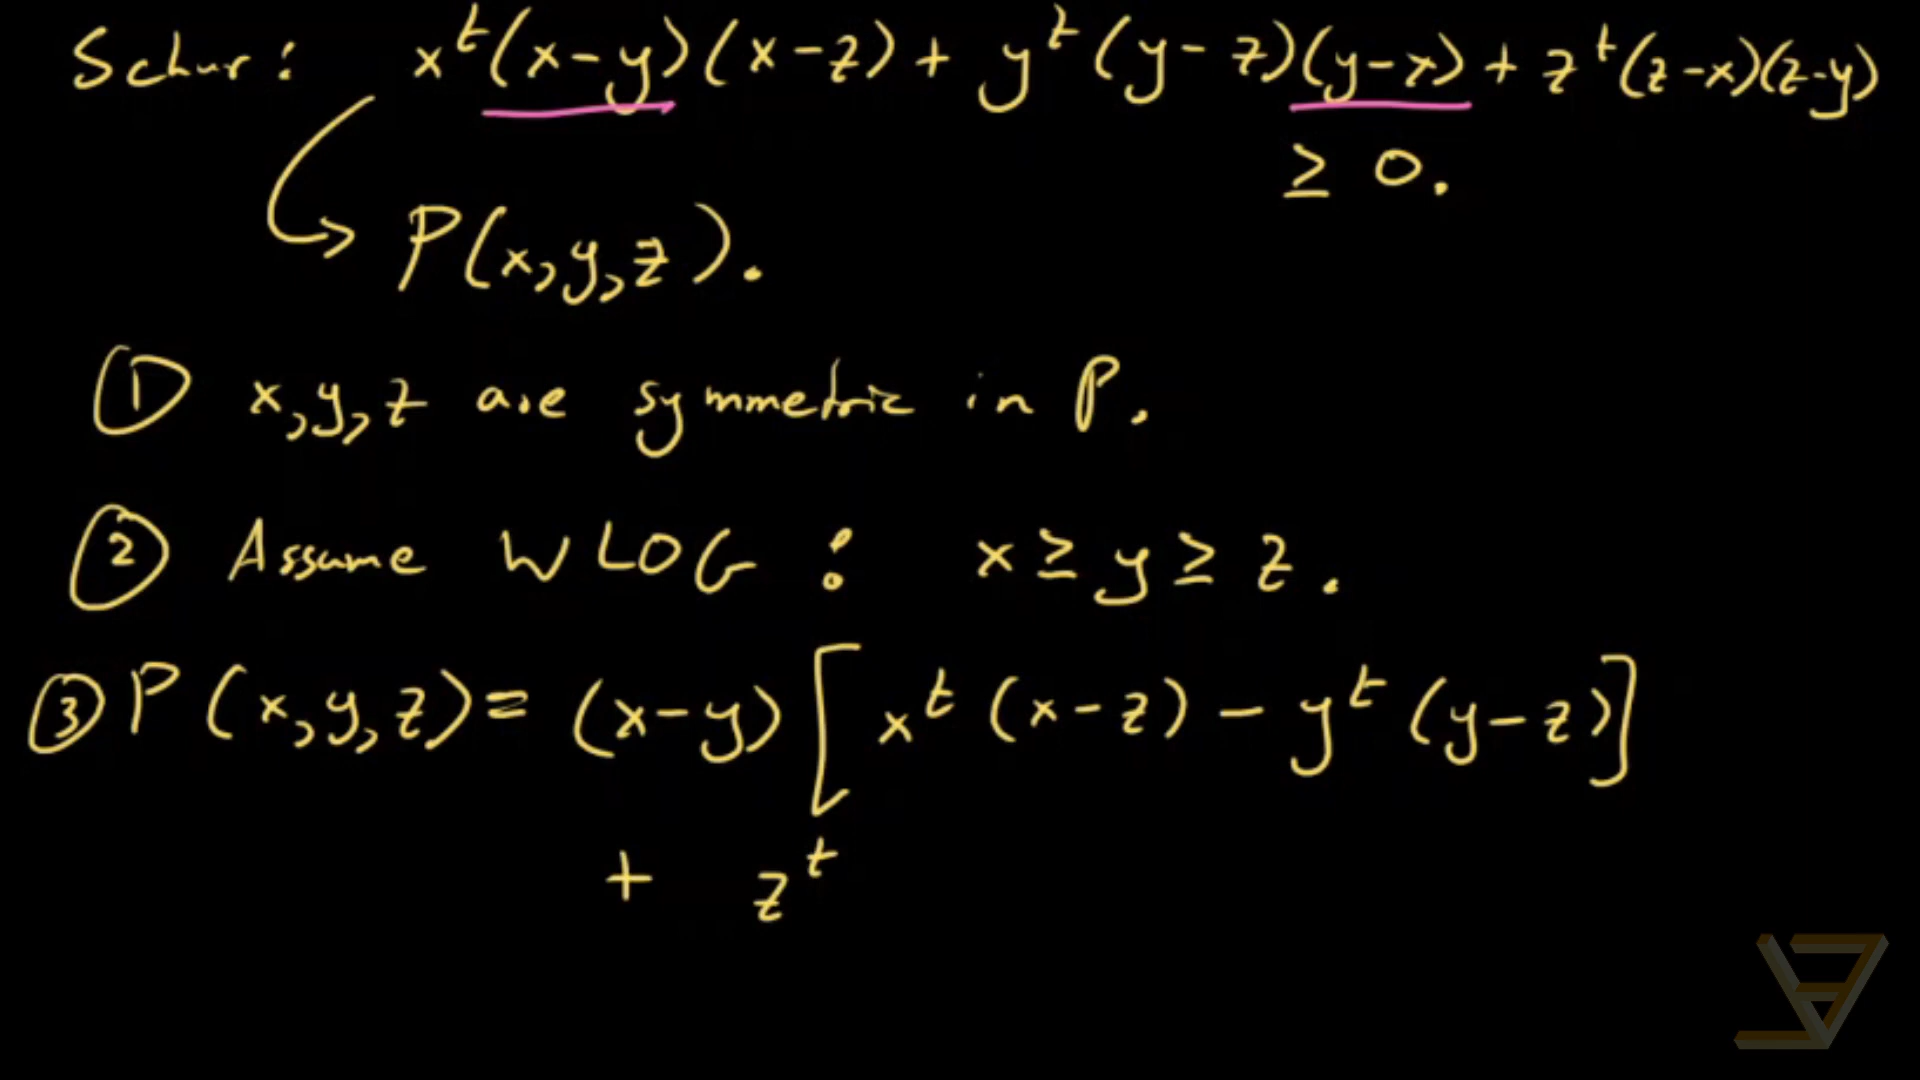 Schur: x^t(x-y)(x-z) + y^t(y-z)(y-x) + z^t(z-x)(z-y)
≥ 0.
P(x,y,z).
① x,y,z are symmetric in P.
② Assume WLOG: x ≥ y ≥ z.
③ P(x,y,z) = (x-y)[x^t(x-z) - y^t(y-z)]
+ z^t